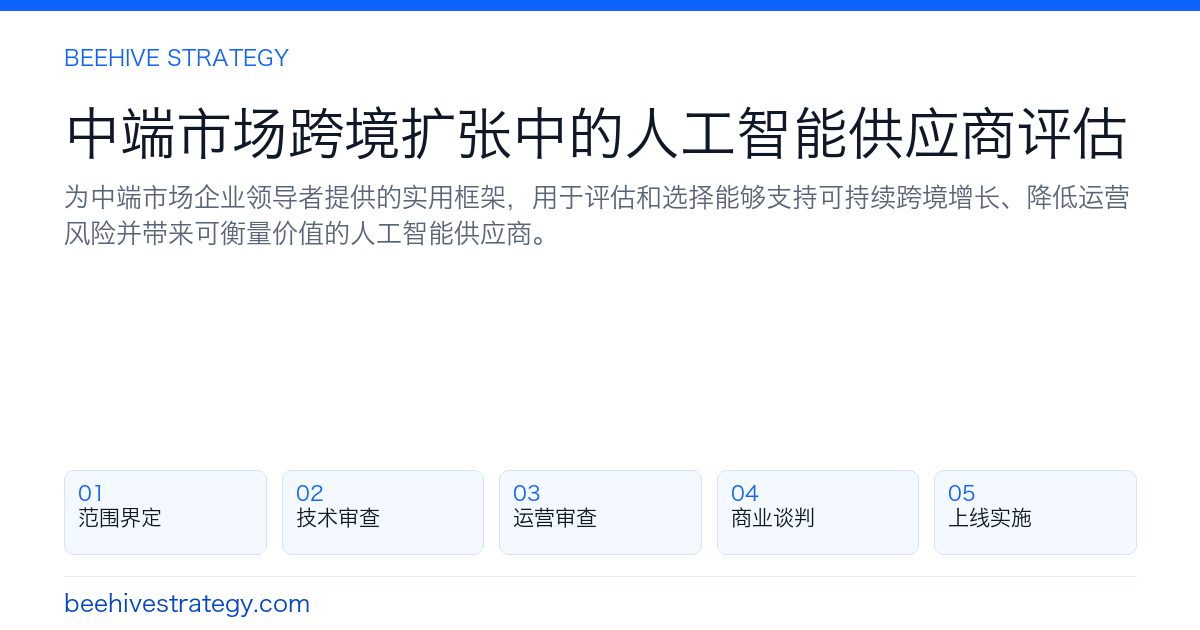 BEEHIVE STRATEGY
中端市场跨境扩张中的人工智能供应商评估
为中端市场企业领导者提供的实用框架，用于评估和选择能够支持可持续跨境增长、降低运营
风险并带来可衡量价值的人工智能供应商。
01
范围界定
02
技术审查
03
运营审查
04
商业谈判
05
上线实施
beehivestrategy.com